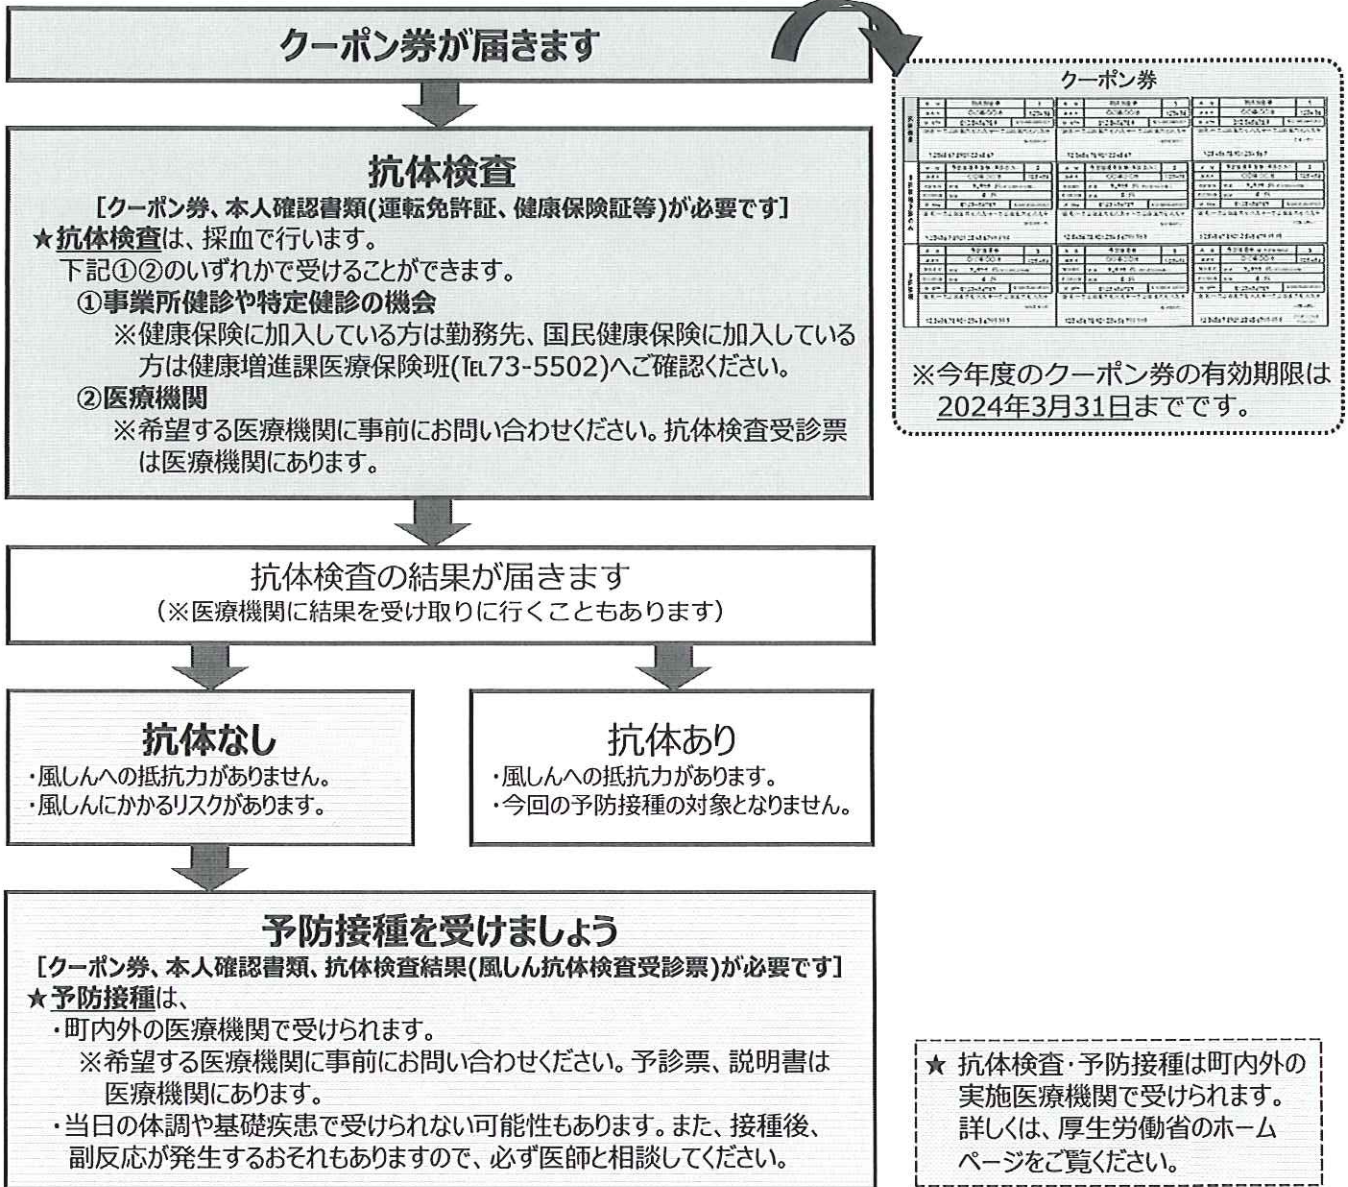 クーポン券が届きます
クーポン券
※今年度のクーポン券の有効期限は
2024年3月31日までです。
抗体検査
[クーポン券、本人確認書類(運転免許証、健康保険証等)が必要です]
★抗体検査は、採血で行います。
下記①②のいずれかで受けることができます。
①事業所健診や特定健診の機会
※健康保険に加入している方は勤務先、国民健康保険に加入している
方は健康増進課医療保険班(℡73-5502)へご確認ください。
②医療機関
※希望する医療機関に事前にお問い合わせください。抗体検査受診票
は医療機関にあります。
抗体検査の結果が届きます
(※医療機関に結果を受け取りに行くこともあります)
抗体なし
・風しんへの抵抗力がありません。
・風しんにかかるリスクがあります。
抗体あり
・風しんへの抵抗力があります。
・今回の予防接種の対象となりません。
予防接種を受けましょう
[クーポン券、本人確認書類、抗体検査結果(風しん抗体検査受診票)が必要です]
★予防接種は、
・町内外の医療機関で受けられます。
※希望する医療機関に事前にお問い合わせください。予診票、説明書は
医療機関にあります。
・当日の体調や基礎疾患で受けられない可能性もあります。また、接種後、
副反応が発生するおそれもありますので、必ず医師と相談してください。
★ 抗体検査・予防接種は町内外の
実施医療機関で受けられます。
詳しくは、厚生労働省のホーム
ページをご覧ください。